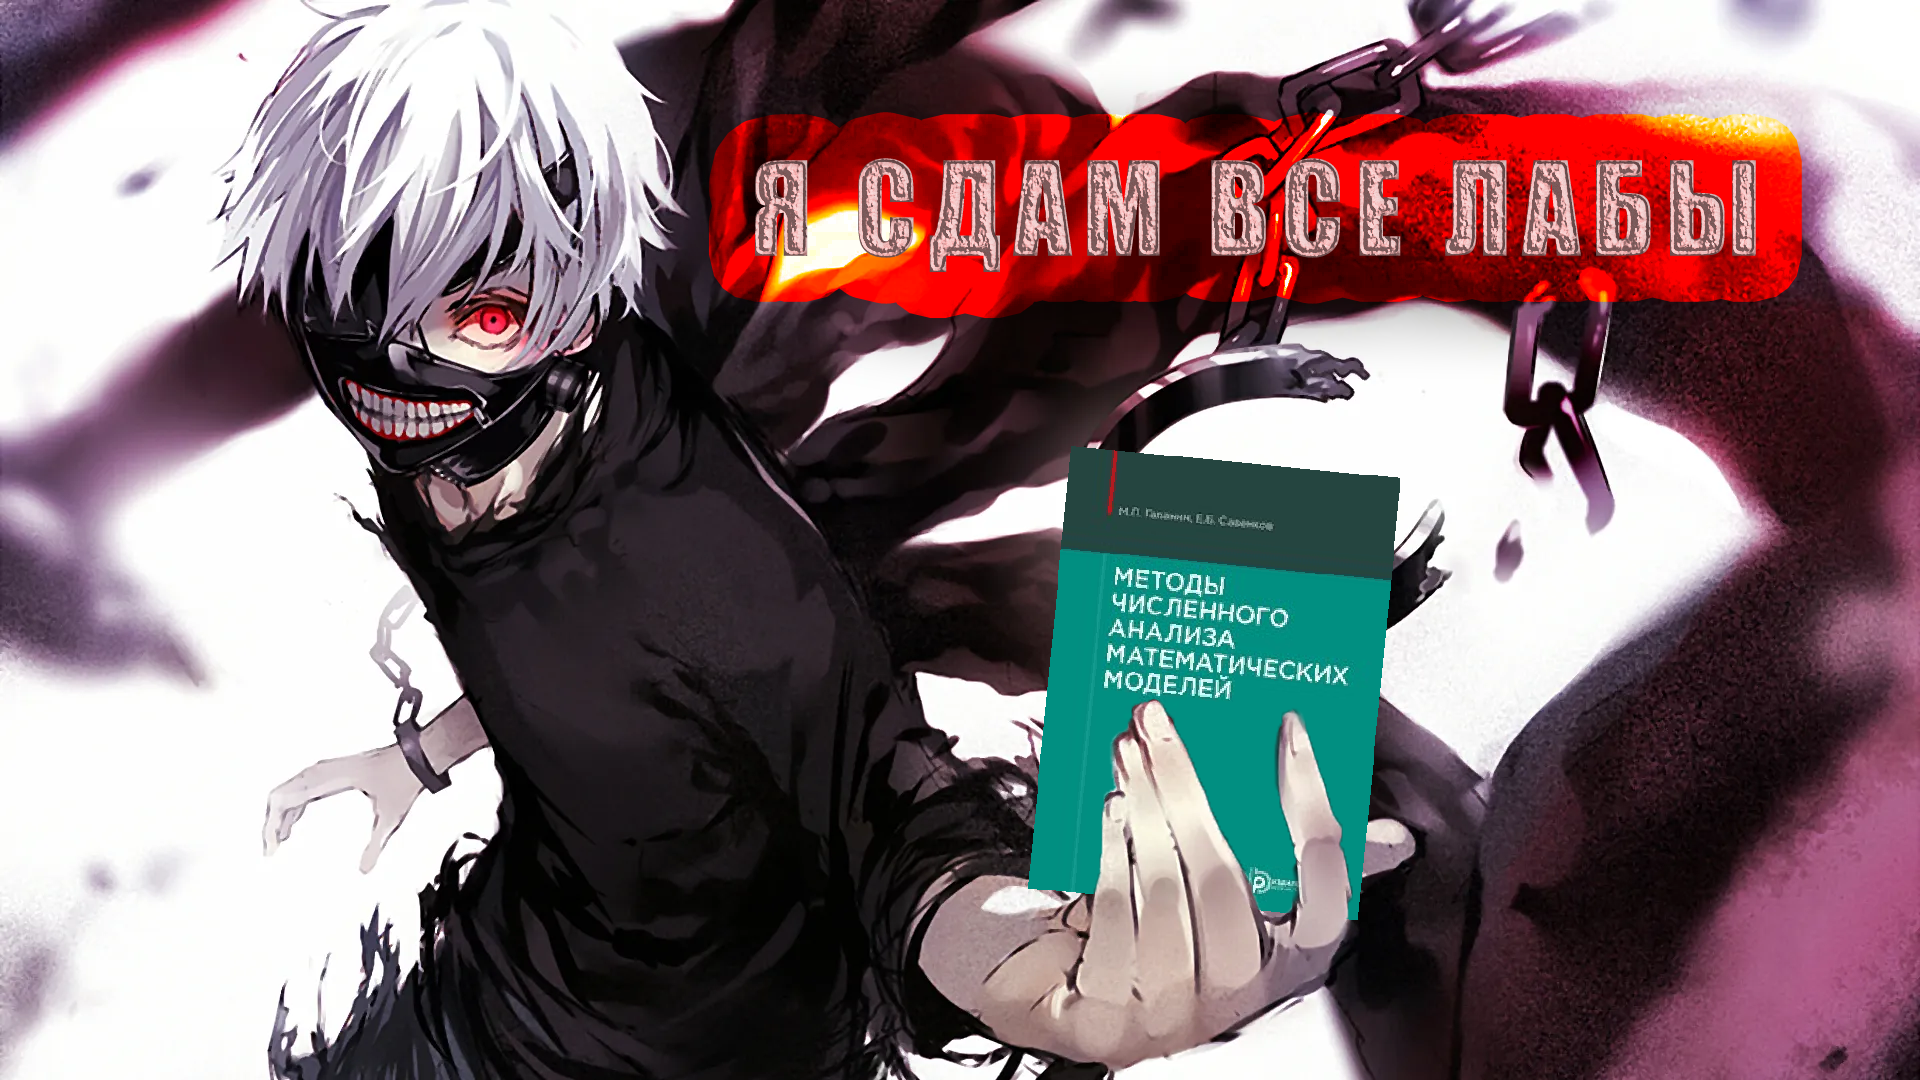 Я СДАМ ВСЕ ЛАБЫ
М.П. Галанин, Е.Б. Савенков
МЕТОДЫ
ЧИСЛЕННОГО
АНАЛИЗА
МАТЕМАТИЧЕСКИХ
МОДЕЛЕЙ